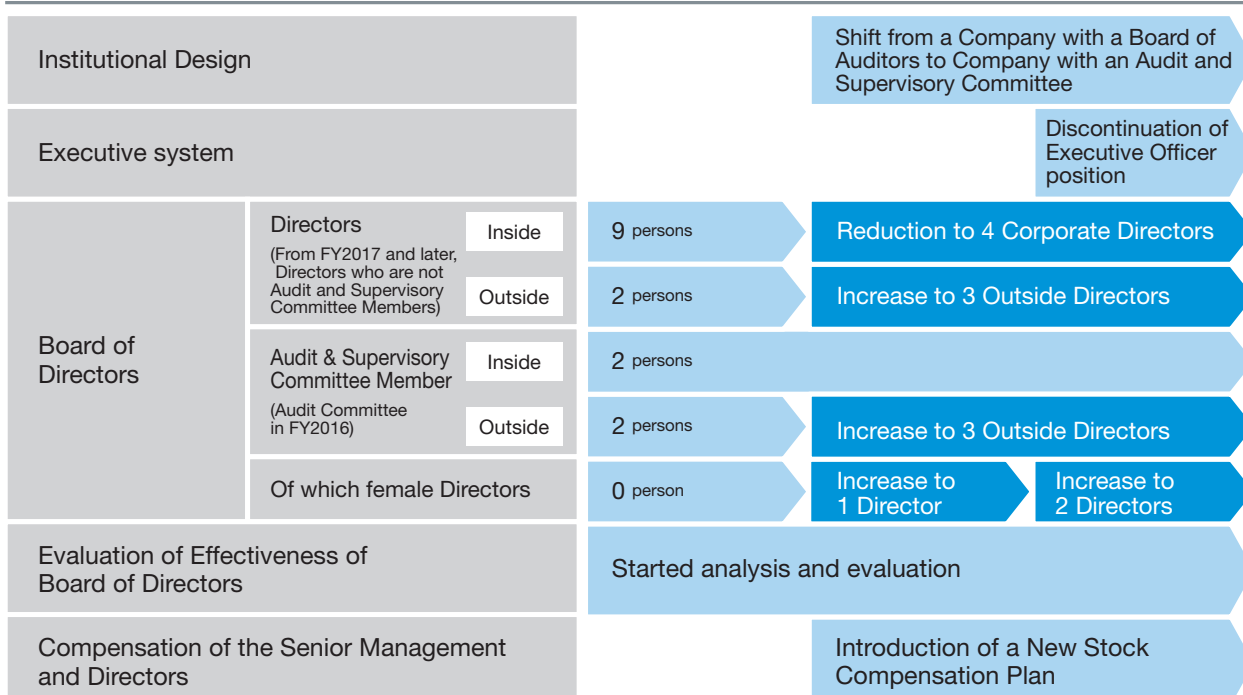 Institutional Design
Shift from a Company with a Board of
Auditors to Company with an Audit and
Supervisory Committee
Executive system
Discontinuation of
Executive Officer
position
Board of
Directors
Directors
(From FY2017 and later,
Directors who are not
Audit and Supervisory
Committee Members)
Inside
9 persons
Reduction to 4 Corporate Directors
Outside
2 persons
Increase to 3 Outside Directors
Audit & Supervisory
Committee Member
(Audit Committee
in FY2016)
Inside
2 persons
Outside
2 persons
Increase to 3 Outside Directors
Of which female Directors
0 person
Increase to
1 Director
Increase to
2 Directors
Evaluation of Effectiveness of
Board of Directors
Started analysis and evaluation
Compensation of the Senior Management
and Directors
Introduction of a New Stock
Compensation Plan